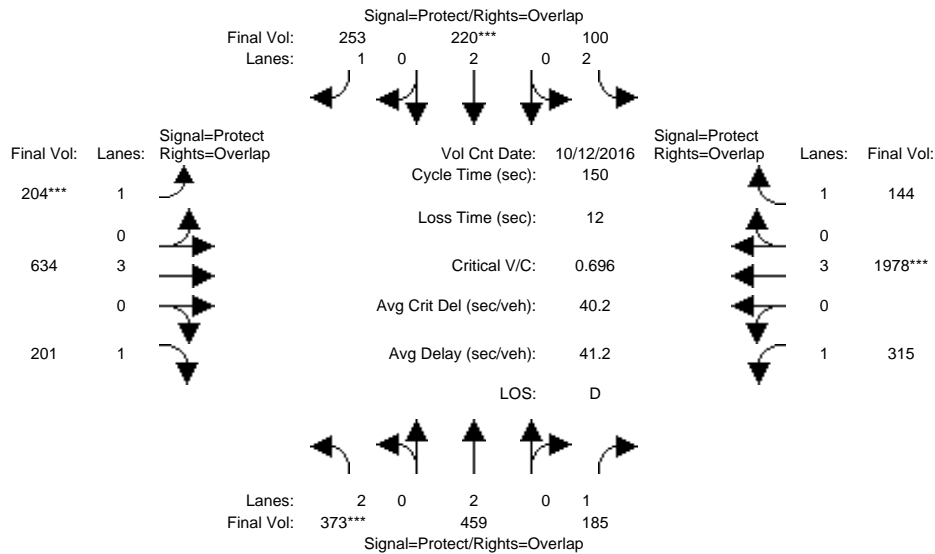 Signal=Protect/Rights=Overlap
Final Vol: 253 220*** 100
Lanes: 1 0 2 0 2
Signal=Protect
Final Vol: Lanes: Rights=Overlap
Vol Cnt Date: 10/12/2016
Signal=Protect
Rights=Overlap Lanes: Final Vol:
Cycle Time (sec): 150
204*** 1
1 144
Loss Time (sec): 12
0
0
634 3
Critical V/C: 0.696
3 1978***
0
Avg Crit Del (sec/veh): 40.2
0
201 1
Avg Delay (sec/veh): 41.2
1 315
LOS: D
Lanes: 2 0 2 0 1
Final Vol: 373*** 459 185
Signal=Protect/Rights=Overlap